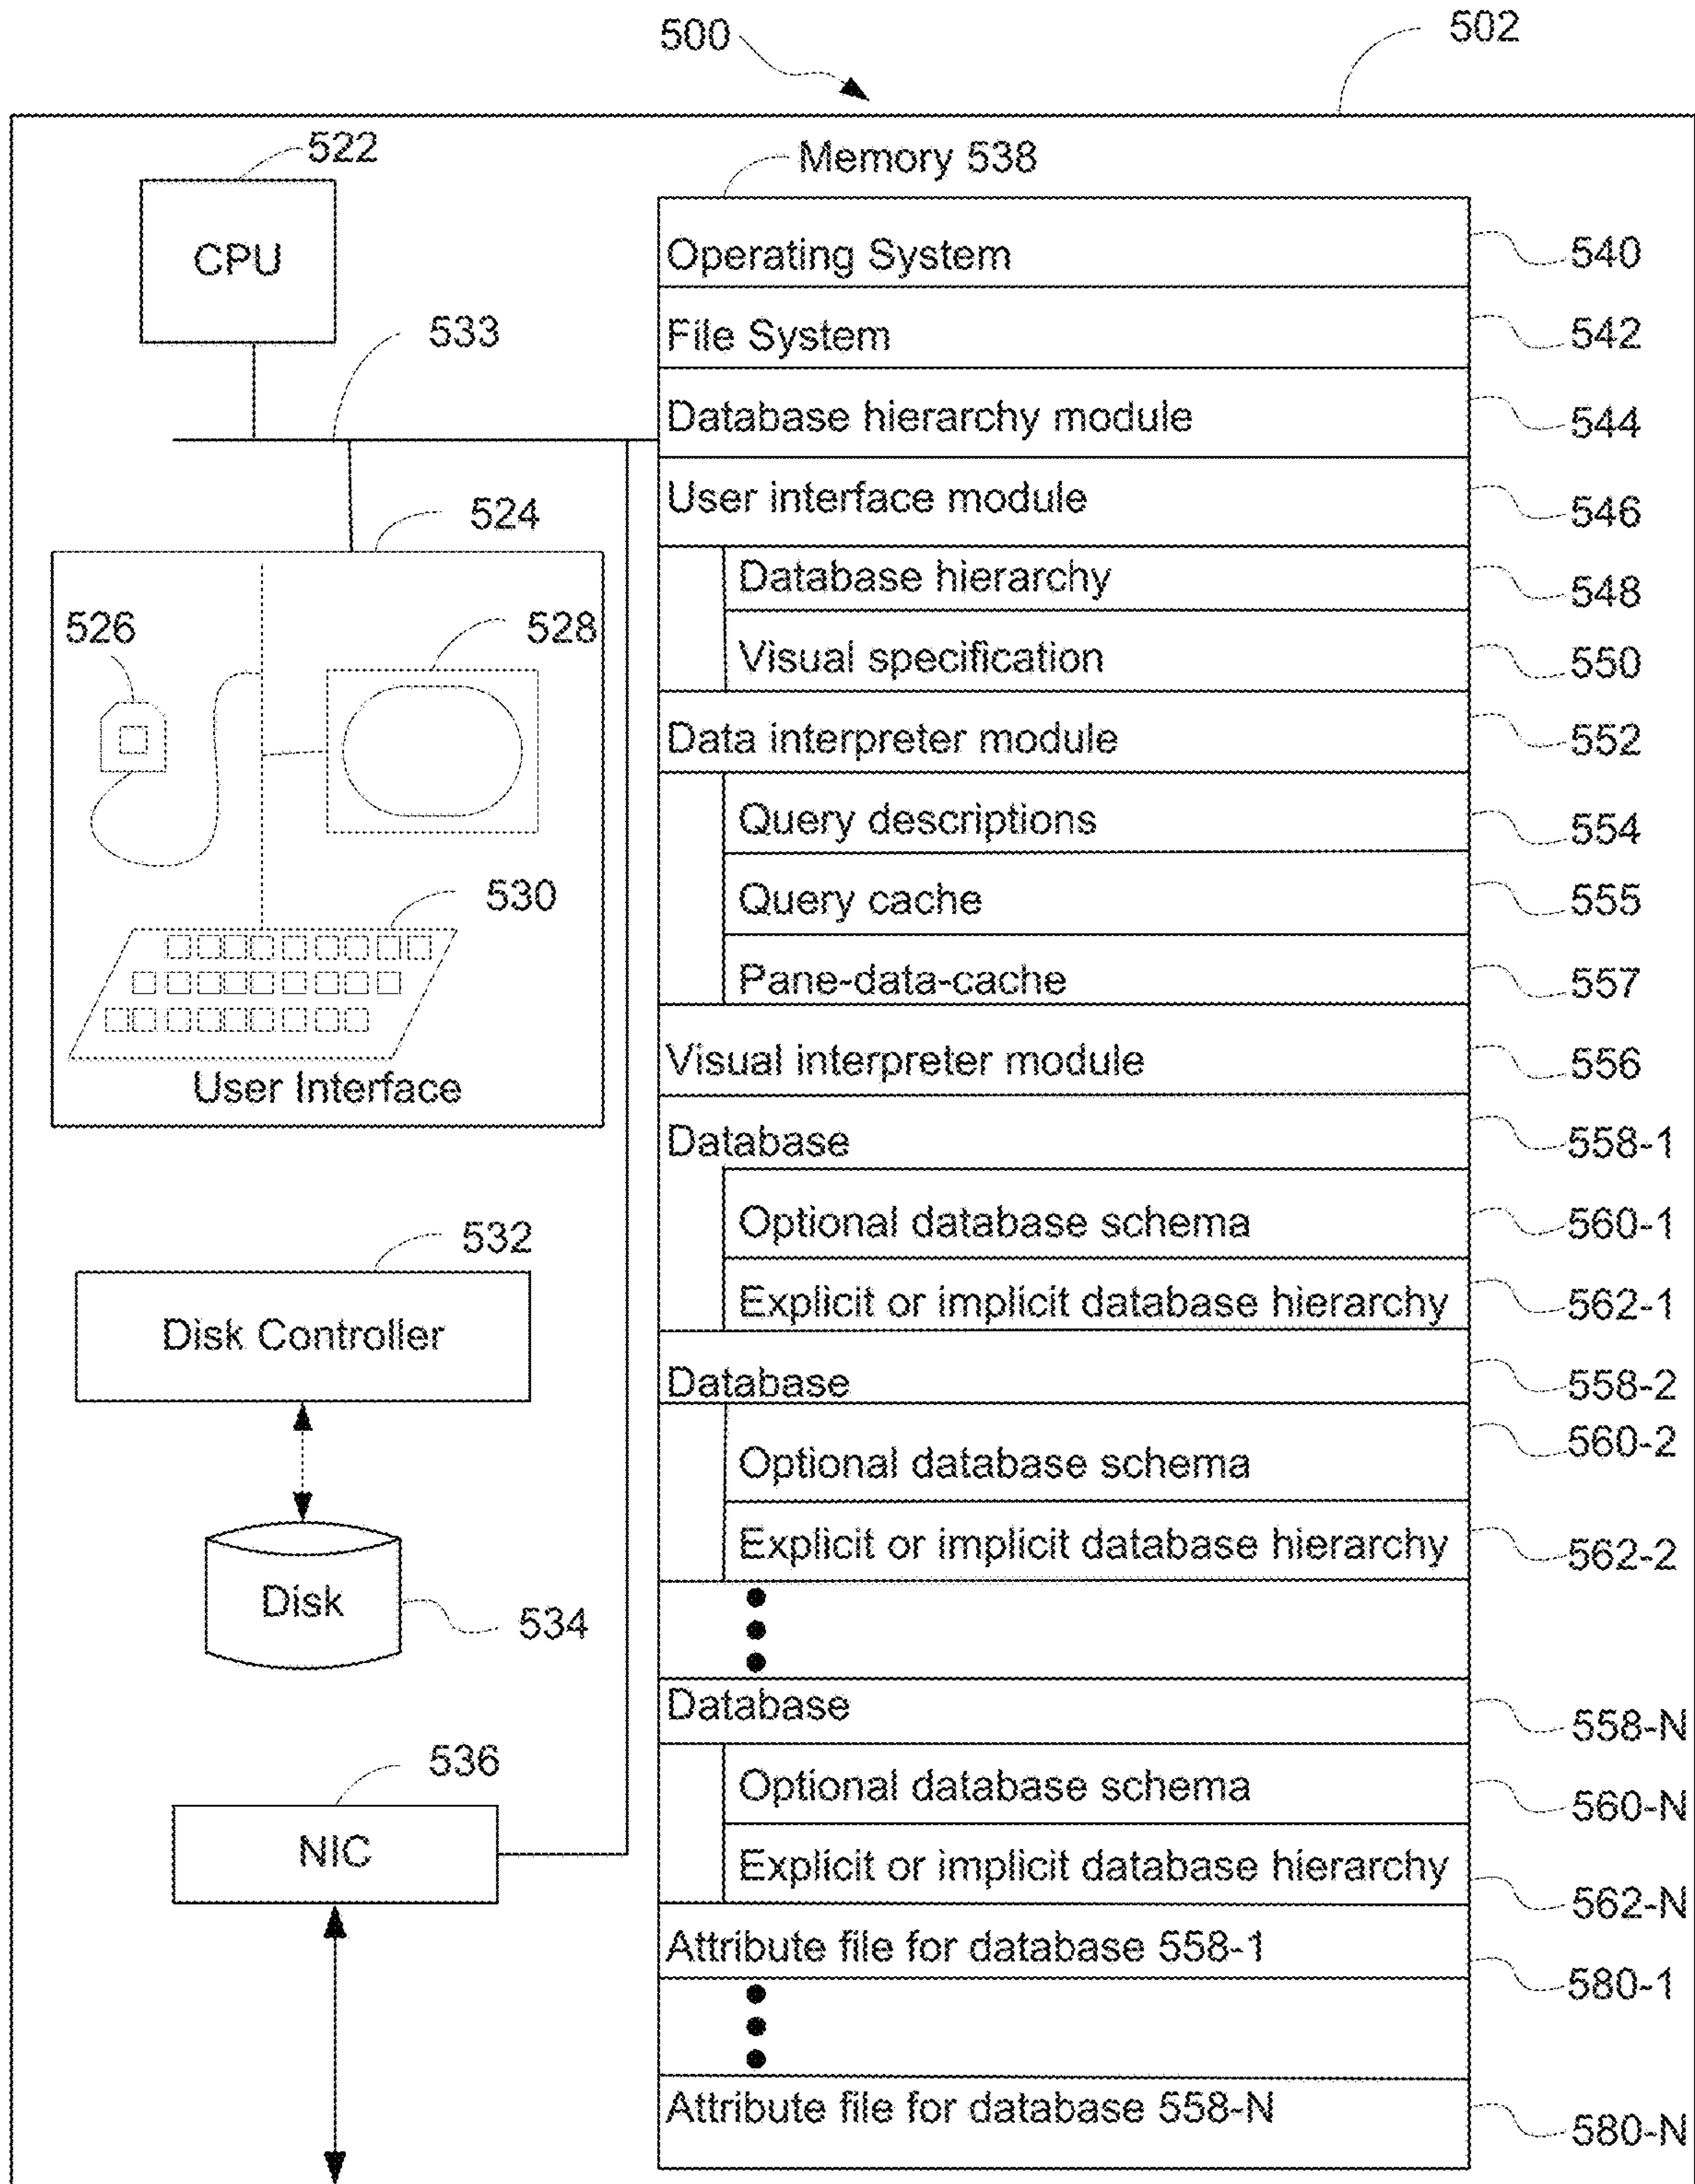 500
502
522
CPU
533
524
526
528
530
User Interface
532
Disk Controller
Disk
534
536
NIC
Memory 538
Operating System 540
File System 542
Database hierarchy module 544
User interface module 546
Database hierarchy 548
Visual specification 550
Data interpreter module 552
Query descriptions 554
Query cache 555
Pane-data-cache 557
Visual interpreter module 556
Database 558-1
Optional database schema 560-1
Explicit or implicit database hierarchy 562-1
Database 558-2
Optional database schema 560-2
Explicit or implicit database hierarchy 562-2
Database 558-N
Optional database schema 560-N
Explicit or implicit database hierarchy 562-N
Attribute file for database 558-1 580-1
Attribute file for database 558-N 580-N